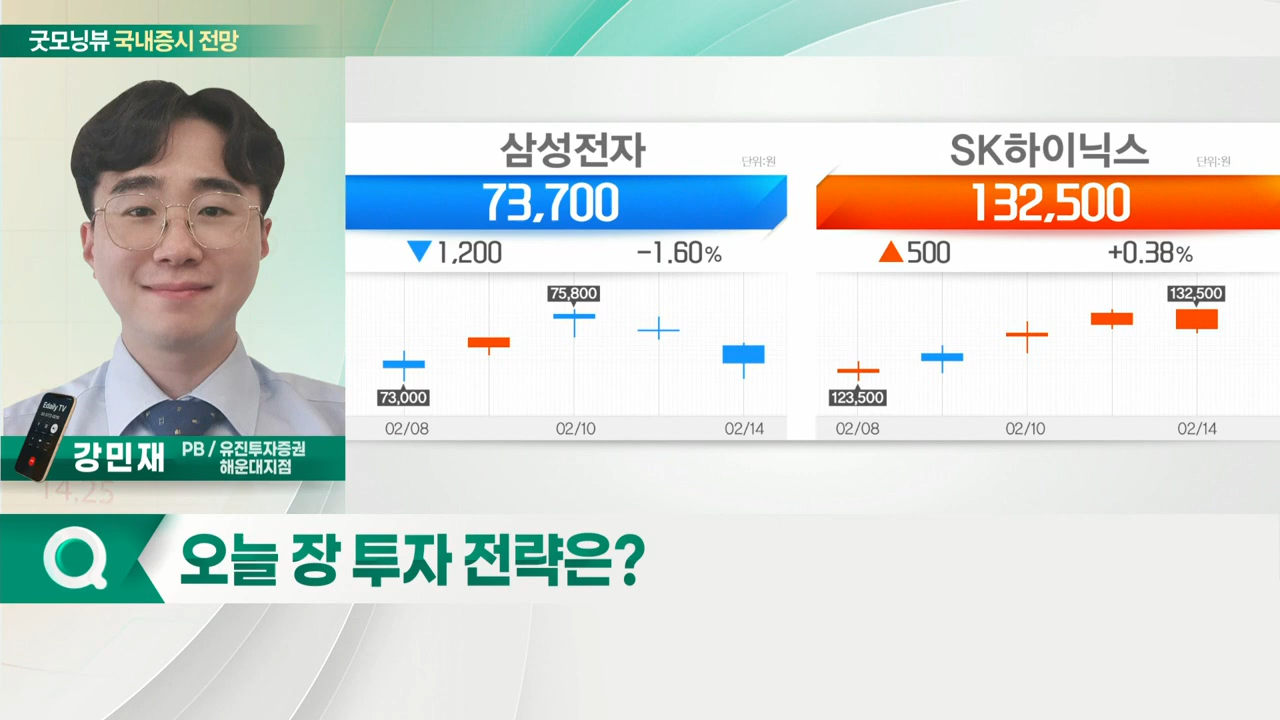 굿모닝뷰 국내증시 전망
삼성전자
단위:원
73,700
▼1,200 -1.60%
75,800
73,000
02/08 02/10 02/14
SK하이닉스
단위:원
132,500
▲500 +0.38%
132,500
123,500
02/08 02/10 02/14
Edaily TV
강민재 PB / 유진투자증권
해운대지점
14.25
Q 오늘 장 투자 전략은?